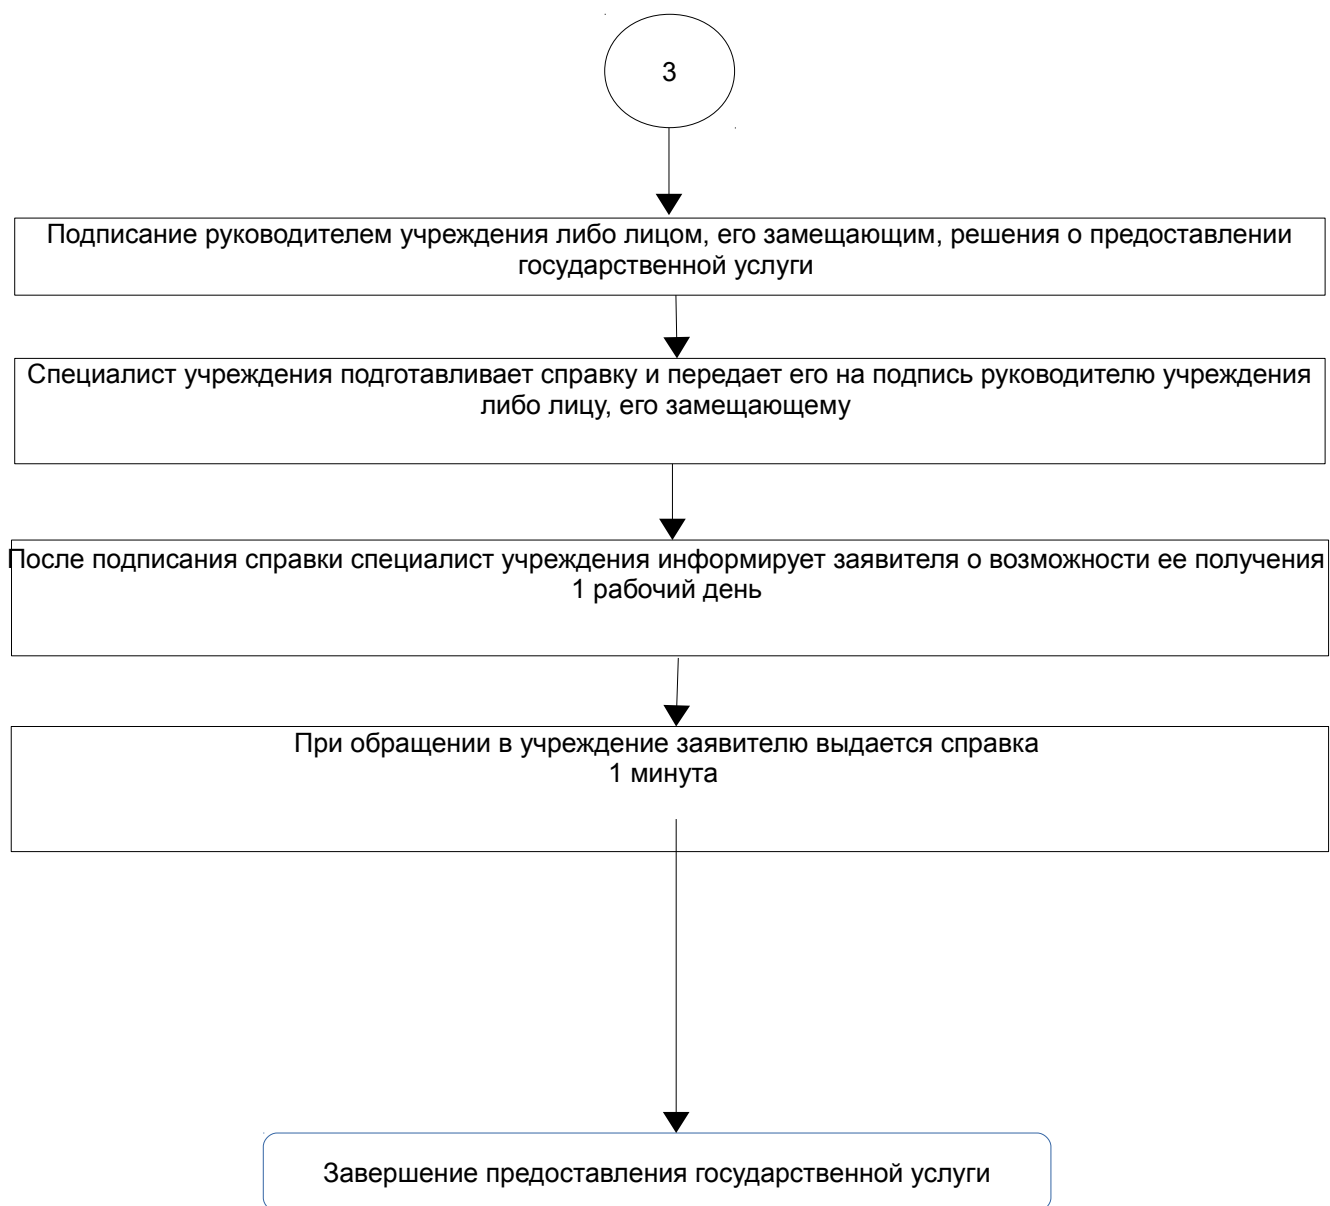 3
Подписание руководителем учреждения либо лицом, его замещающим, решения о предоставлении
государственной услуги
Специалист учреждения подготавливает справку и передает его на подпись руководителю учреждения
либо лицу, его замещающему
После подписания справки специалист учреждения информирует заявителя о возможности ее получения
1 рабочий день
При обращении в учреждение заявителю выдается справка
1 минута
Завершение предоставления государственной услуги